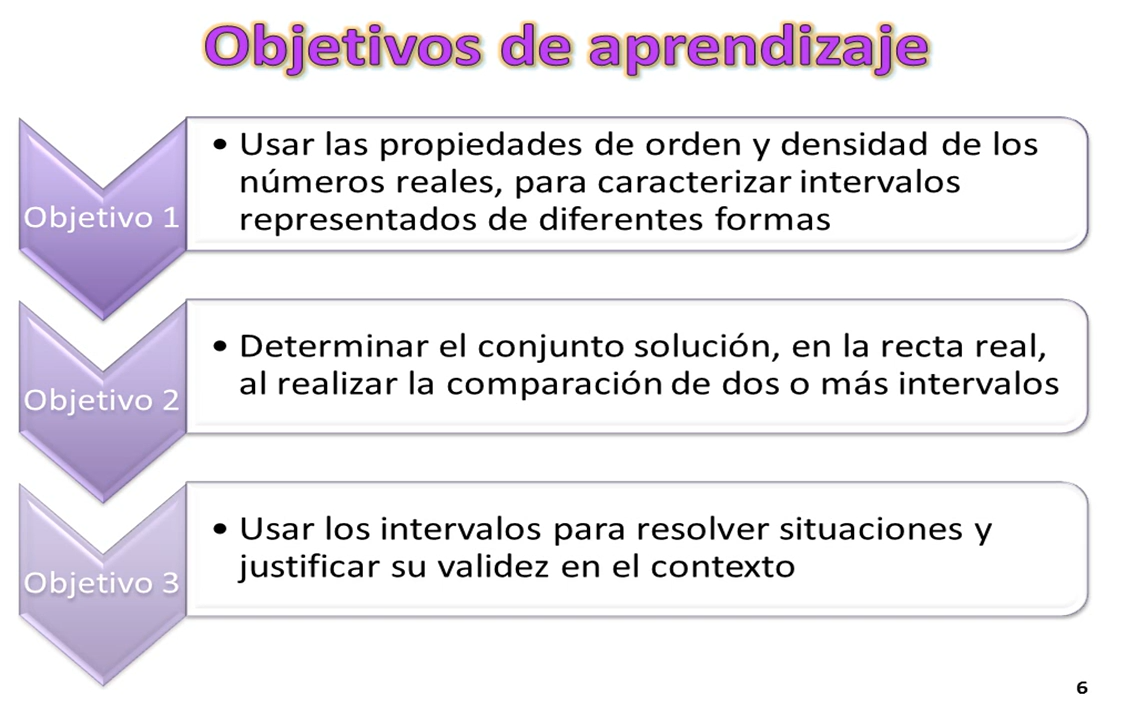 Objetivos de aprendizaje
Objetivo 1
• Usar las propiedades de orden y densidad de los
números reales, para caracterizar intervalos
representados de diferentes formas
Objetivo 2
• Determinar el conjunto solución, en la recta real,
al realizar la comparación de dos o más intervalos
Objetivo 3
• Usar los intervalos para resolver situaciones y
justificar su validez en el contexto
6